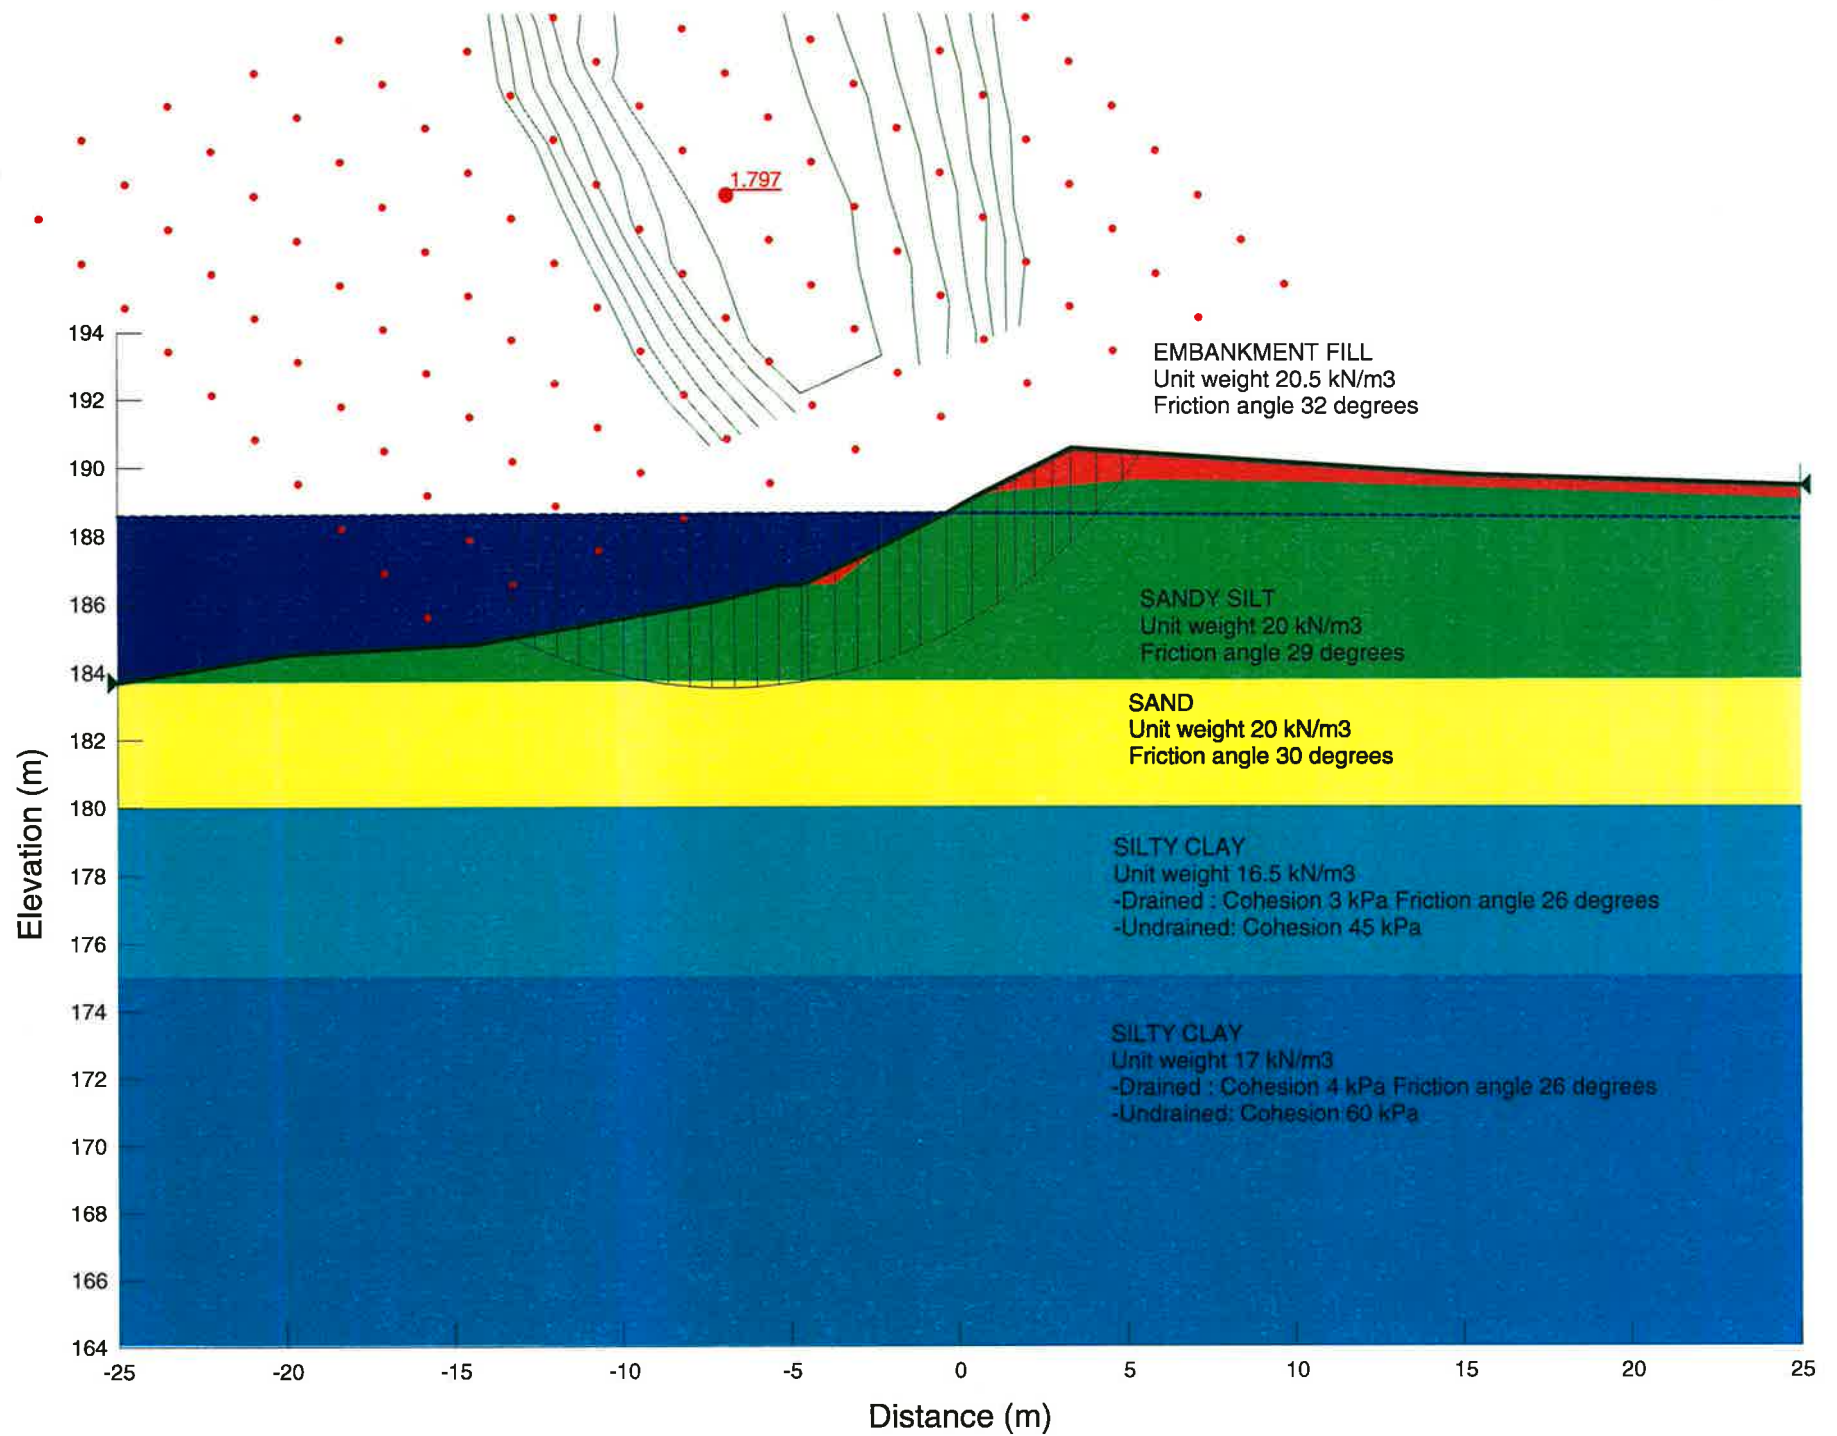 1.797
194
192
190
188
186
184
182
180
178
176
174
172
170
168
166
164
Elevation (m)
EMBANKMENT FILL
Unit weight 20.5 kN/m3
Friction angle 32 degrees
SANDY SILT
Unit weight 20 kN/m3
Friction angle 29 degrees
SAND
Unit weight 20 kN/m3
Friction angle 30 degrees
SILTY CLAY
Unit weight 16.5 kN/m3
-Drained : Cohesion 3 kPa Friction angle 26 degrees
-Undrained: Cohesion 45 kPa
SILTY CLAY
Unit weight 17 kN/m3
-Drained : Cohesion 4 kPa Friction angle 26 degrees
-Undrained: Cohesion 60 kPa
-25 -20 -15 -10 -5 0 5 10 15 20 25
Distance (m)